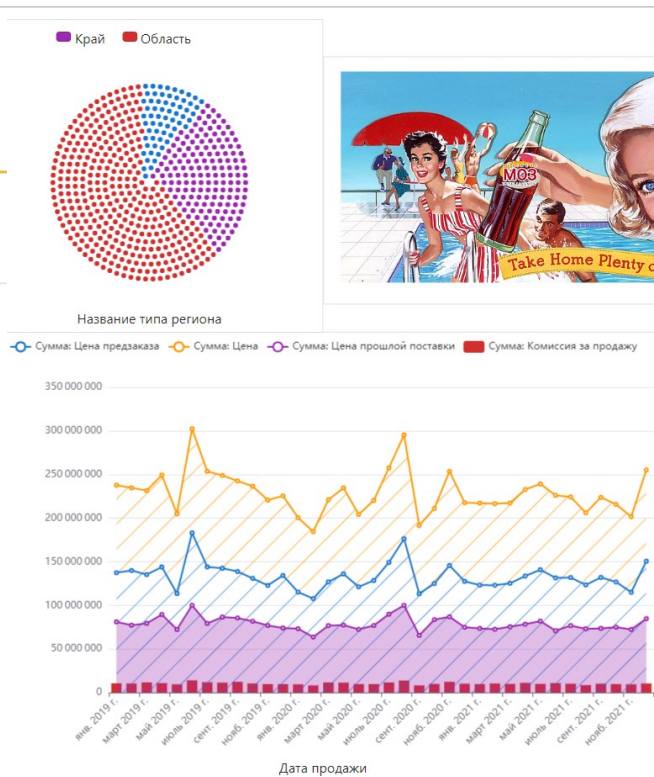 Край Область
МОЗ
Take Home Plenty
Название типа региона
Сумма: Цена предзаказа Сумма: Цена Сумма: Цена прошлой поставки Сумма: Комиссия за продажу
350 000 000
300 000 000
250 000 000
200 000 000
150 000 000
100 000 000
50 000 000
0
янв. 2019 г. март 2019 г. май 2019 г. июль 2019 г. сент. 2019 г. нояб. 2019 г. янв. 2020 г. март 2020 г. май 2020 г. июль 2020 г. сент. 2020 г. нояб. 2020 г. янв. 2021 г. март 2021 г. май 2021 г. июль 2021 г. сент. 2021 г. нояб. 2021 г.
Дата продажи